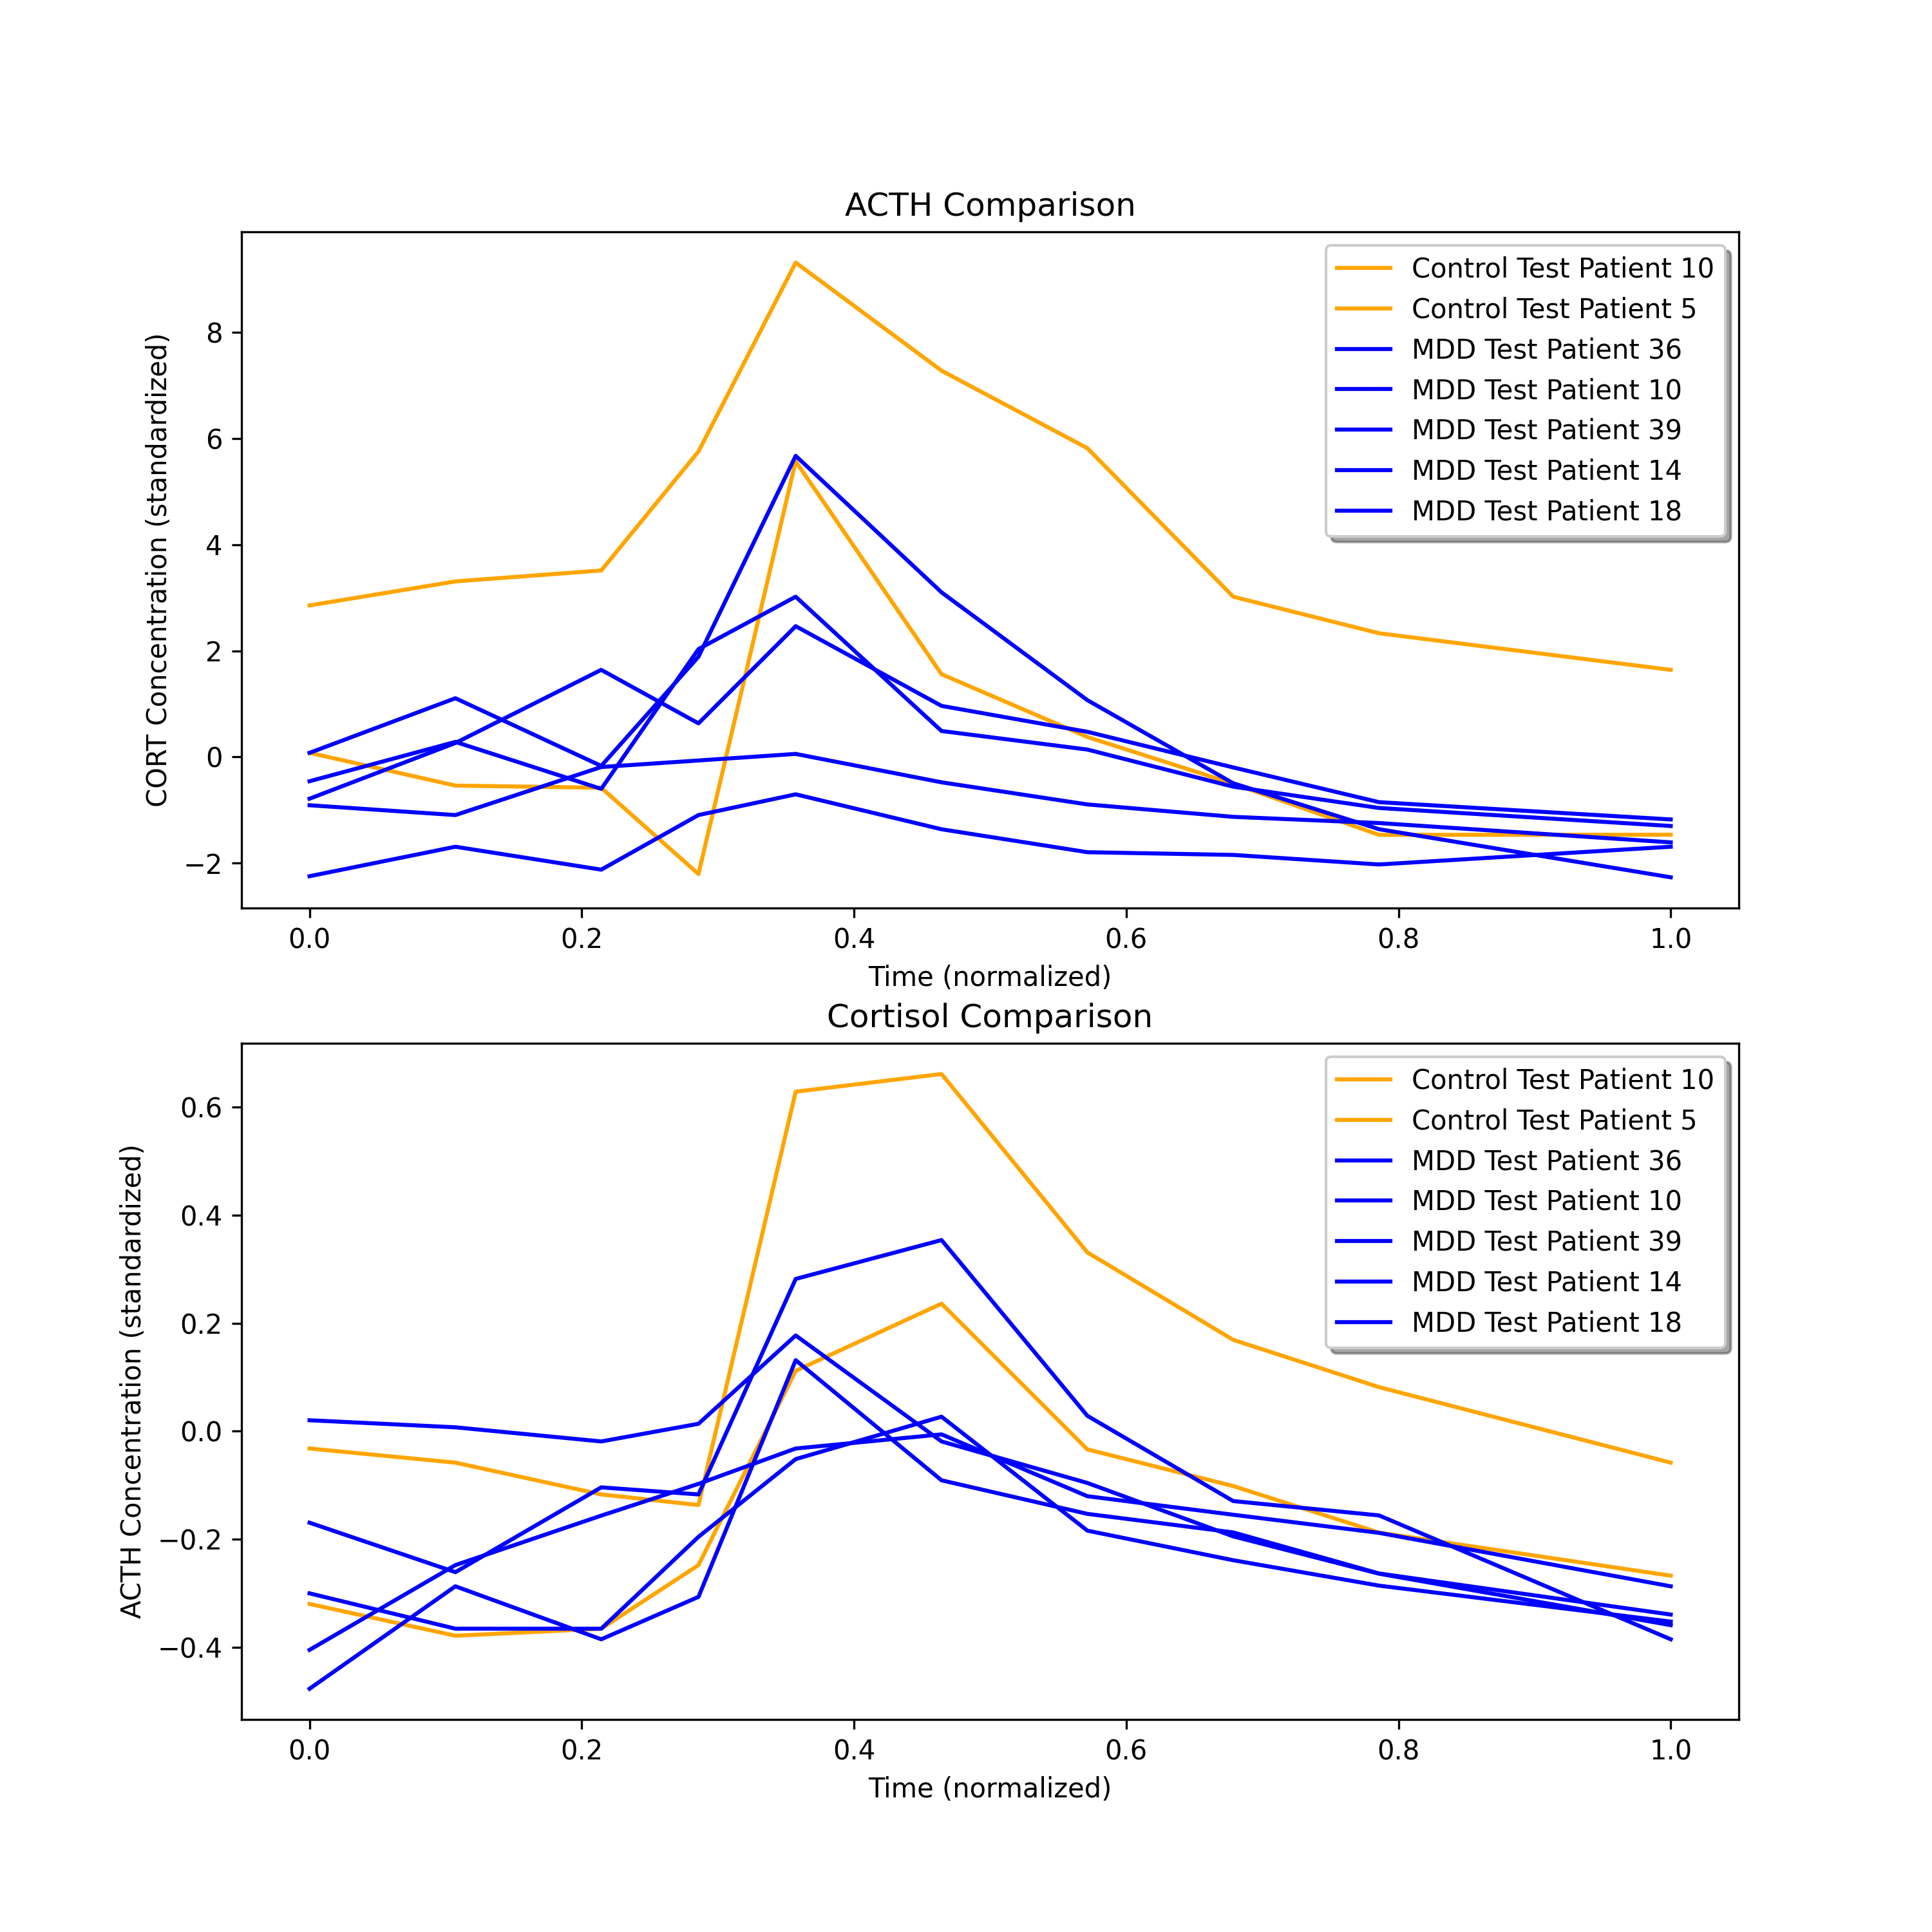 ACTH Comparison
CORT Concentration (standardized)
8
6
4
2
0
−2
0.0 0.2 0.4 0.6 0.8 1.0
Time (normalized)
Control Test Patient 10
Control Test Patient 5
MDD Test Patient 36
MDD Test Patient 10
MDD Test Patient 39
MDD Test Patient 14
MDD Test Patient 18
Cortisol Comparison
ACTH Concentration (standardized)
0.6
0.4
0.2
0.0
−0.2
−0.4
0.0 0.2 0.4 0.6 0.8 1.0
Time (normalized)
Control Test Patient 10
Control Test Patient 5
MDD Test Patient 36
MDD Test Patient 10
MDD Test Patient 39
MDD Test Patient 14
MDD Test Patient 18